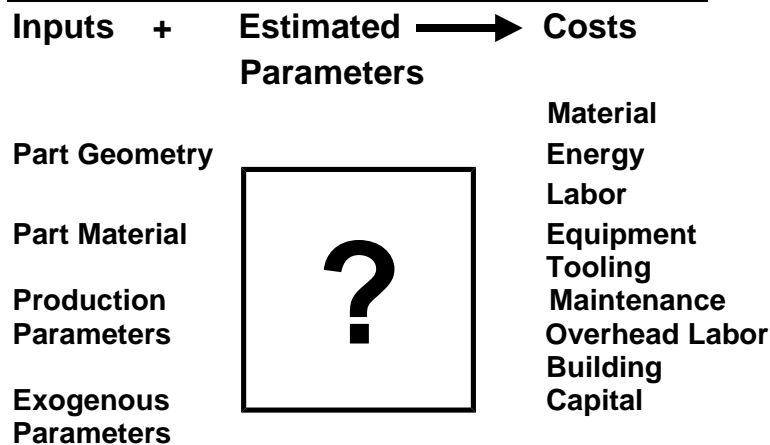 Inputs + Estimated Costs
Parameters
Material
Part Geometry Energy
Labor
Part Material Equipment
Tooling
Production Maintenance
Parameters Overhead Labor
Building
Exogenous Capital
Parameters
?